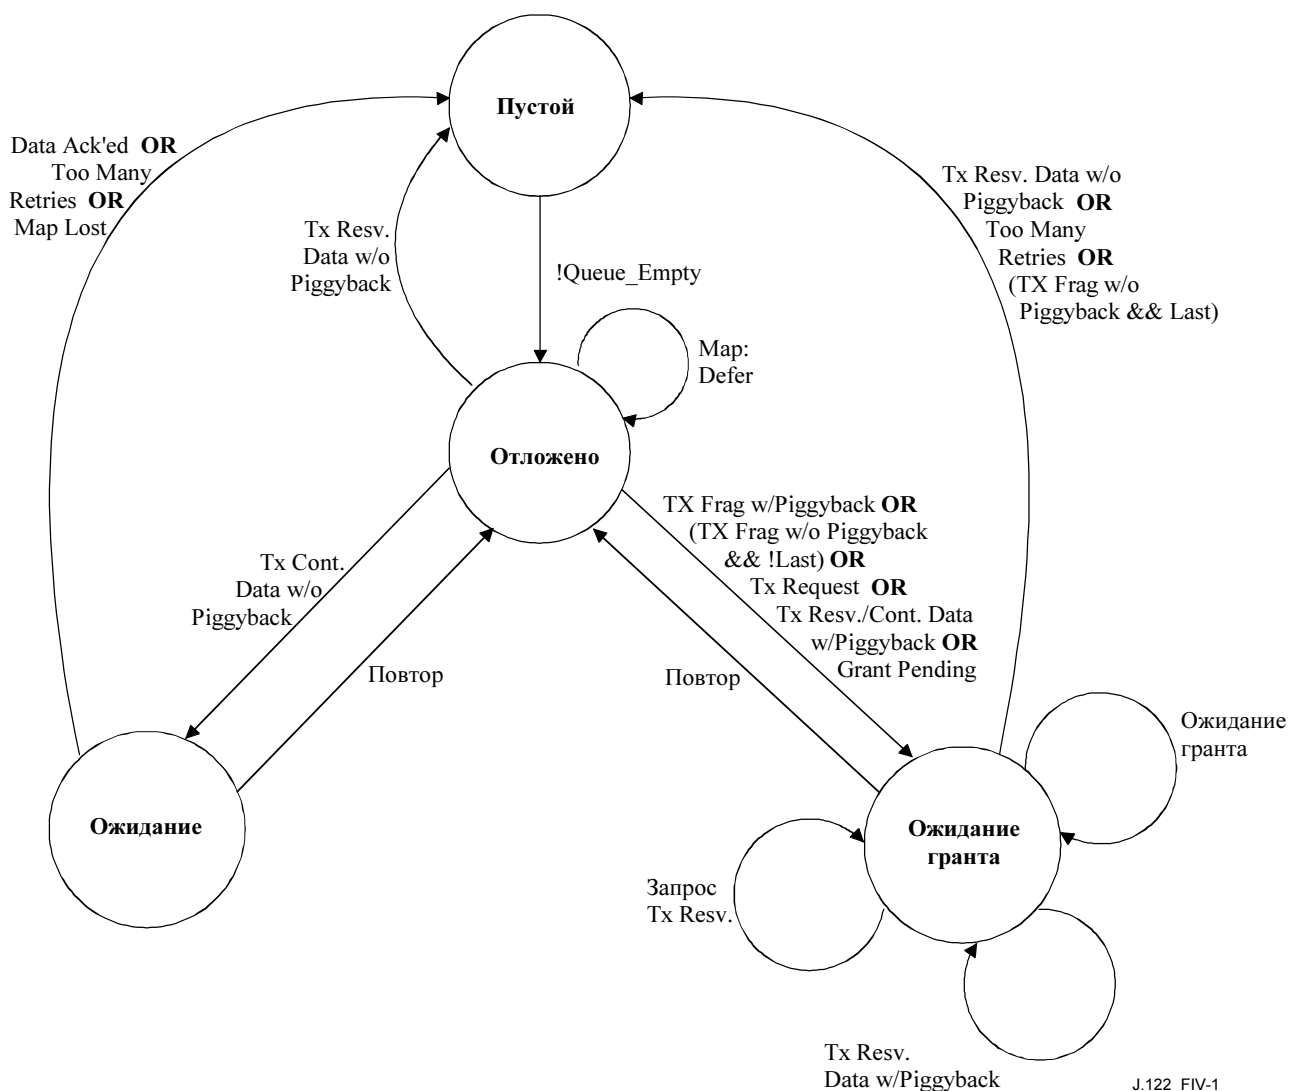 Пустой
Data Ack'ed OR
Too Many
Retries OR
Map Lost
Tx Resv.
Data w/o
Piggyback
!Queue_Empty
Tx Resv. Data w/o
Piggyback OR
Too Many
Retries OR
(TX Frag w/o
Piggyback && Last)
Map:
Defer
Отложено
Tx Cont.
Data w/o
Piggyback
Повтор
TX Frag w/Piggyback OR
(TX Frag w/o Piggyback
&& !Last) OR
Tx Request OR
Tx Resv./Cont. Data
w/Piggyback OR
Grant Pending
Повтор
Ожидание
гранта
Ожидание
Ожидание
гранта
Запрос
Tx Resv.
Tx Resv.
Data w/Piggyback
J.122_FIV-1